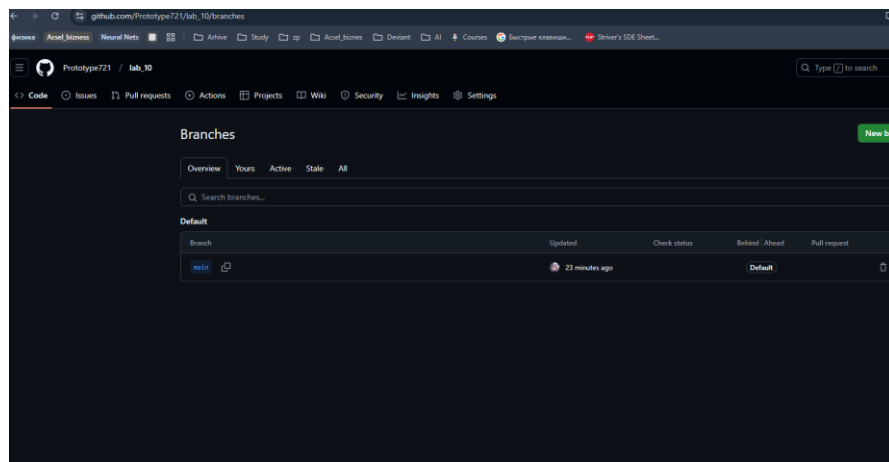 github.com/Prototype721/lab_10/branches
физика Acsel_bizness Neural Nets Arhive Study zp Acsel_biznes Deviant AI Courses Быстрые клавиши... Striver's SDE Sheet...
Prototype721 / lab_10 Type / to search
Code Issues Pull requests Actions Projects Wiki Security Insights Settings
Branches New b
Overview Yours Active Stale All
Search branches...
Default
Branch Updated Check status Behind Ahead Pull request
main 23 minutes ago Default